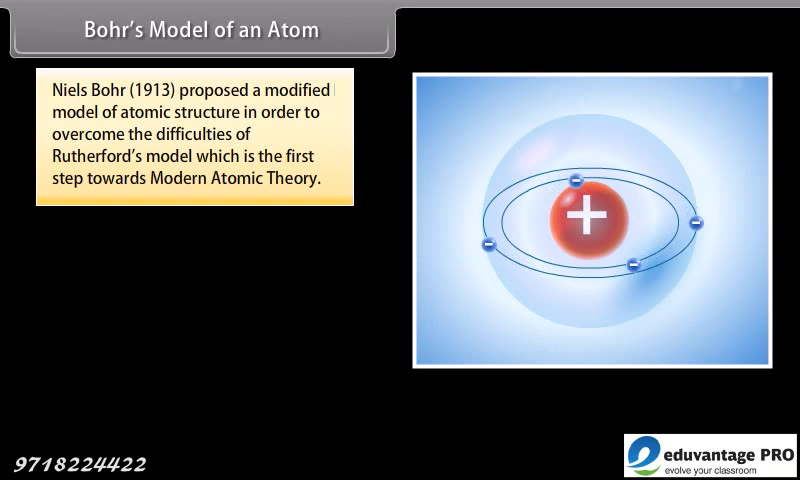 Bohr's Model of an Atom
Niels Bohr (1913) proposed a modified
model of atomic structure in order to
overcome the difficulties of
Rutherford's model which is the first
step towards Modern Atomic Theory.
+
−
−
−
−
9718224422
eduvantage PRO
evolve your classroom